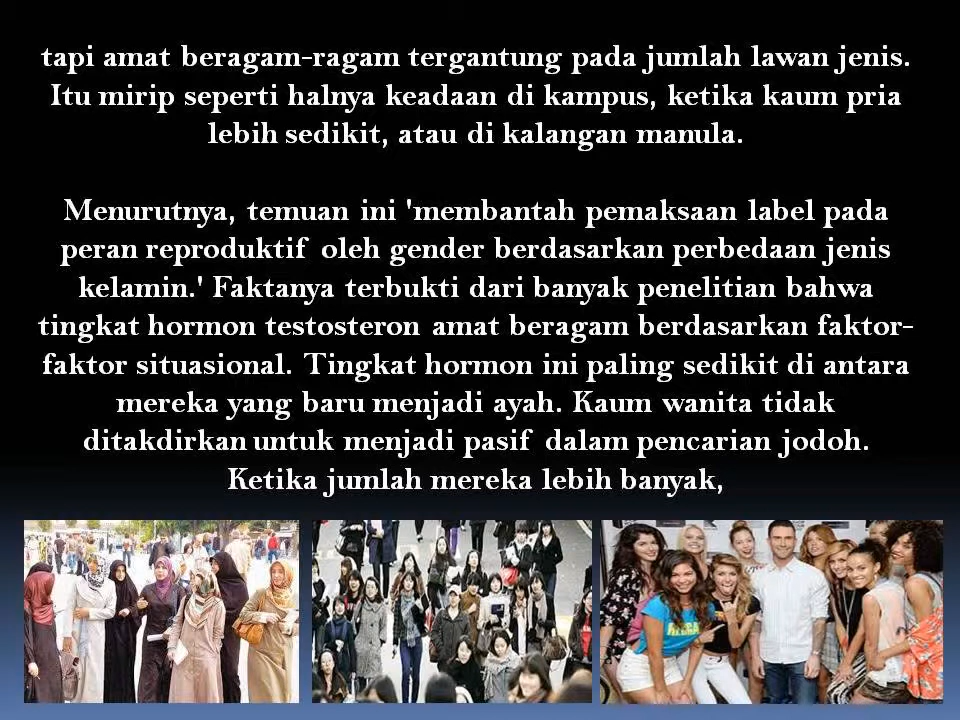 tapi amat beragam-ragam tergantung pada jumlah lawan jenis.
Itu mirip seperti halnya keadaan di kampus, ketika kaum pria
lebih sedikit, atau di kalangan manula.
Menurutnya, temuan ini 'membantah pemaksaan label pada
peran reproduktif oleh gender berdasarkan perbedaan jenis
kelamin.' Faktanya terbukti dari banyak penelitian bahwa
tingkat hormon testosteron amat beragam berdasarkan faktor-
faktor situasional. Tingkat hormon ini paling sedikit di antara
mereka yang baru menjadi ayah. Kaum wanita tidak
ditakdirkan untuk menjadi pasif dalam pencarian jodoh.
Ketika jumlah mereka lebih banyak,